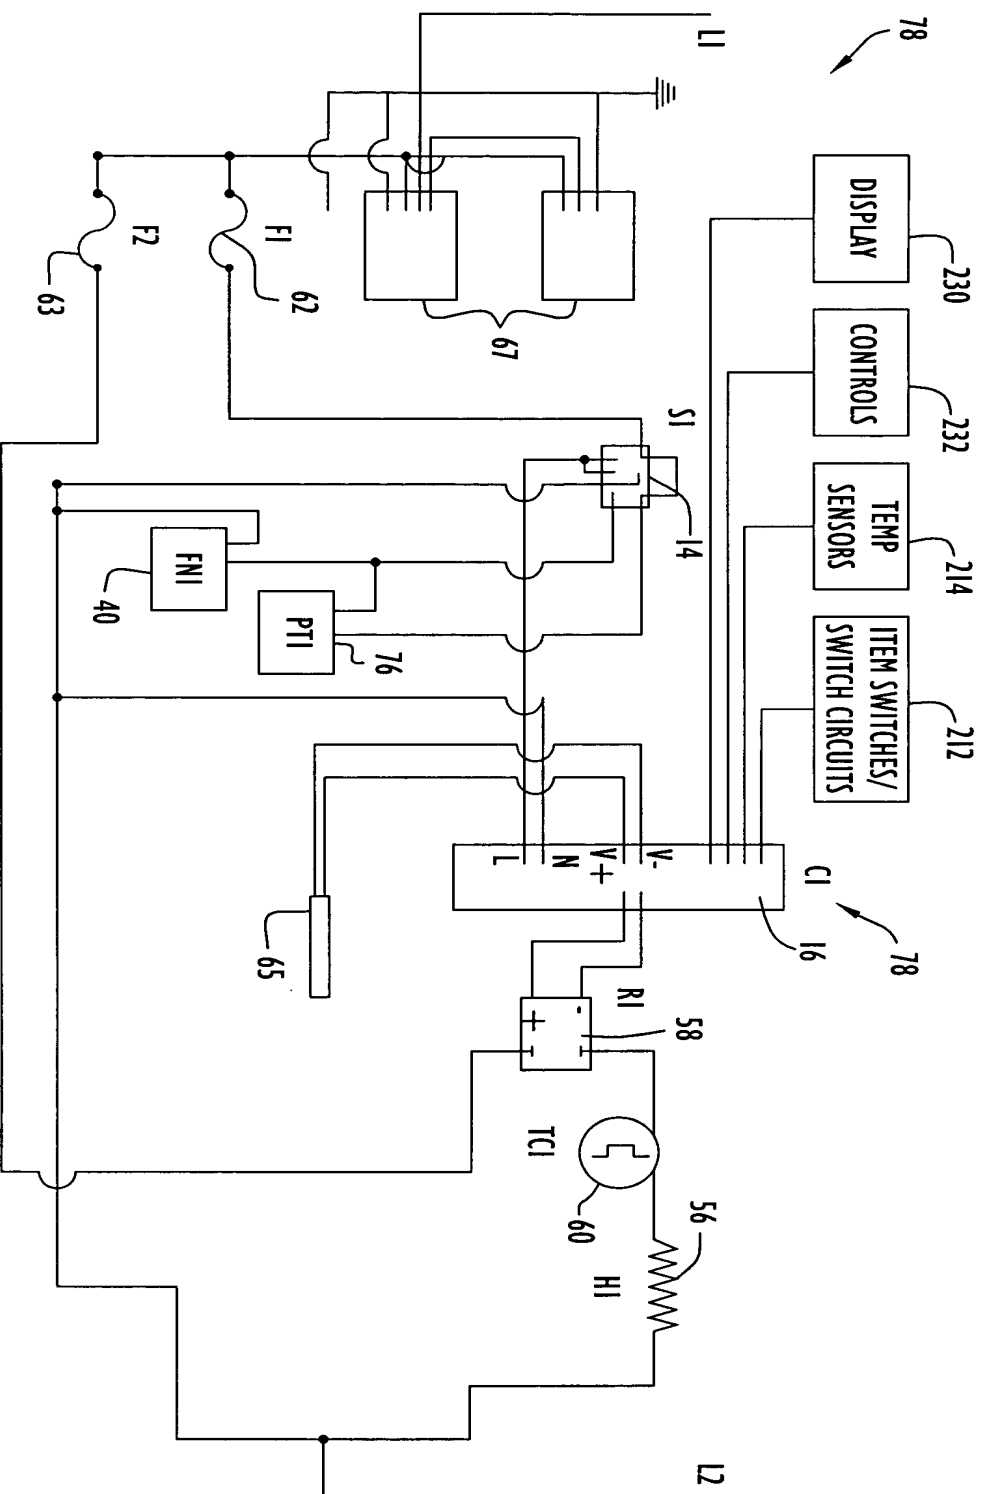 78
L1
DISPLAY
230
CONTROLS
232
TEMP
SENSORS
214
ITEM SWITCHES/
SWITCH CIRCUITS
212
F2
63
F1
62
67
S1
14
FN1
40
PT1
76
C1
78
16
V-
V+
N
L
65
R1
58
-
+
TC1
60
56
H1
L2